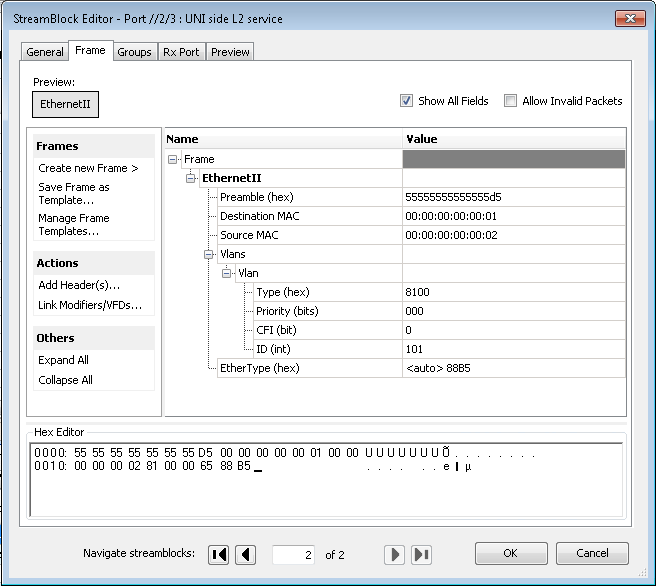 StreamBlock Editor - Port //2/3 : UNI side L2 service
General Frame Groups Rx Port Preview
Preview:
EthernetII
Show All Fields Allow Invalid Packets
Frames
Create new Frame >
Save Frame as
Template...
Manage Frame
Templates...
Actions
Add Header(s)...
Link Modifiers/VFDs...
Others
Expand All
Collapse All
Name Value
Frame
EthernetII
Preamble (hex) 55555555555555d5
Destination MAC 00:00:00:00:00:01
Source MAC 00:00:00:00:00:02
Vlans
Vlan
Type (hex) 8100
Priority (bits) 000
CFI (bit) 0
ID (int) 101
EtherType (hex) <auto> 88B5
Hex Editor
0000: 55 55 55 55 55 55 55 D5 00 00 00 00 00 01 00 00 U U U U U U U Õ . . . . . . . .
0010: 00 00 00 02 81 00 00 65 88 B5 . . . . . . . e ˆ µ
Navigate streamblocks: 2 of 2 OK Cancel